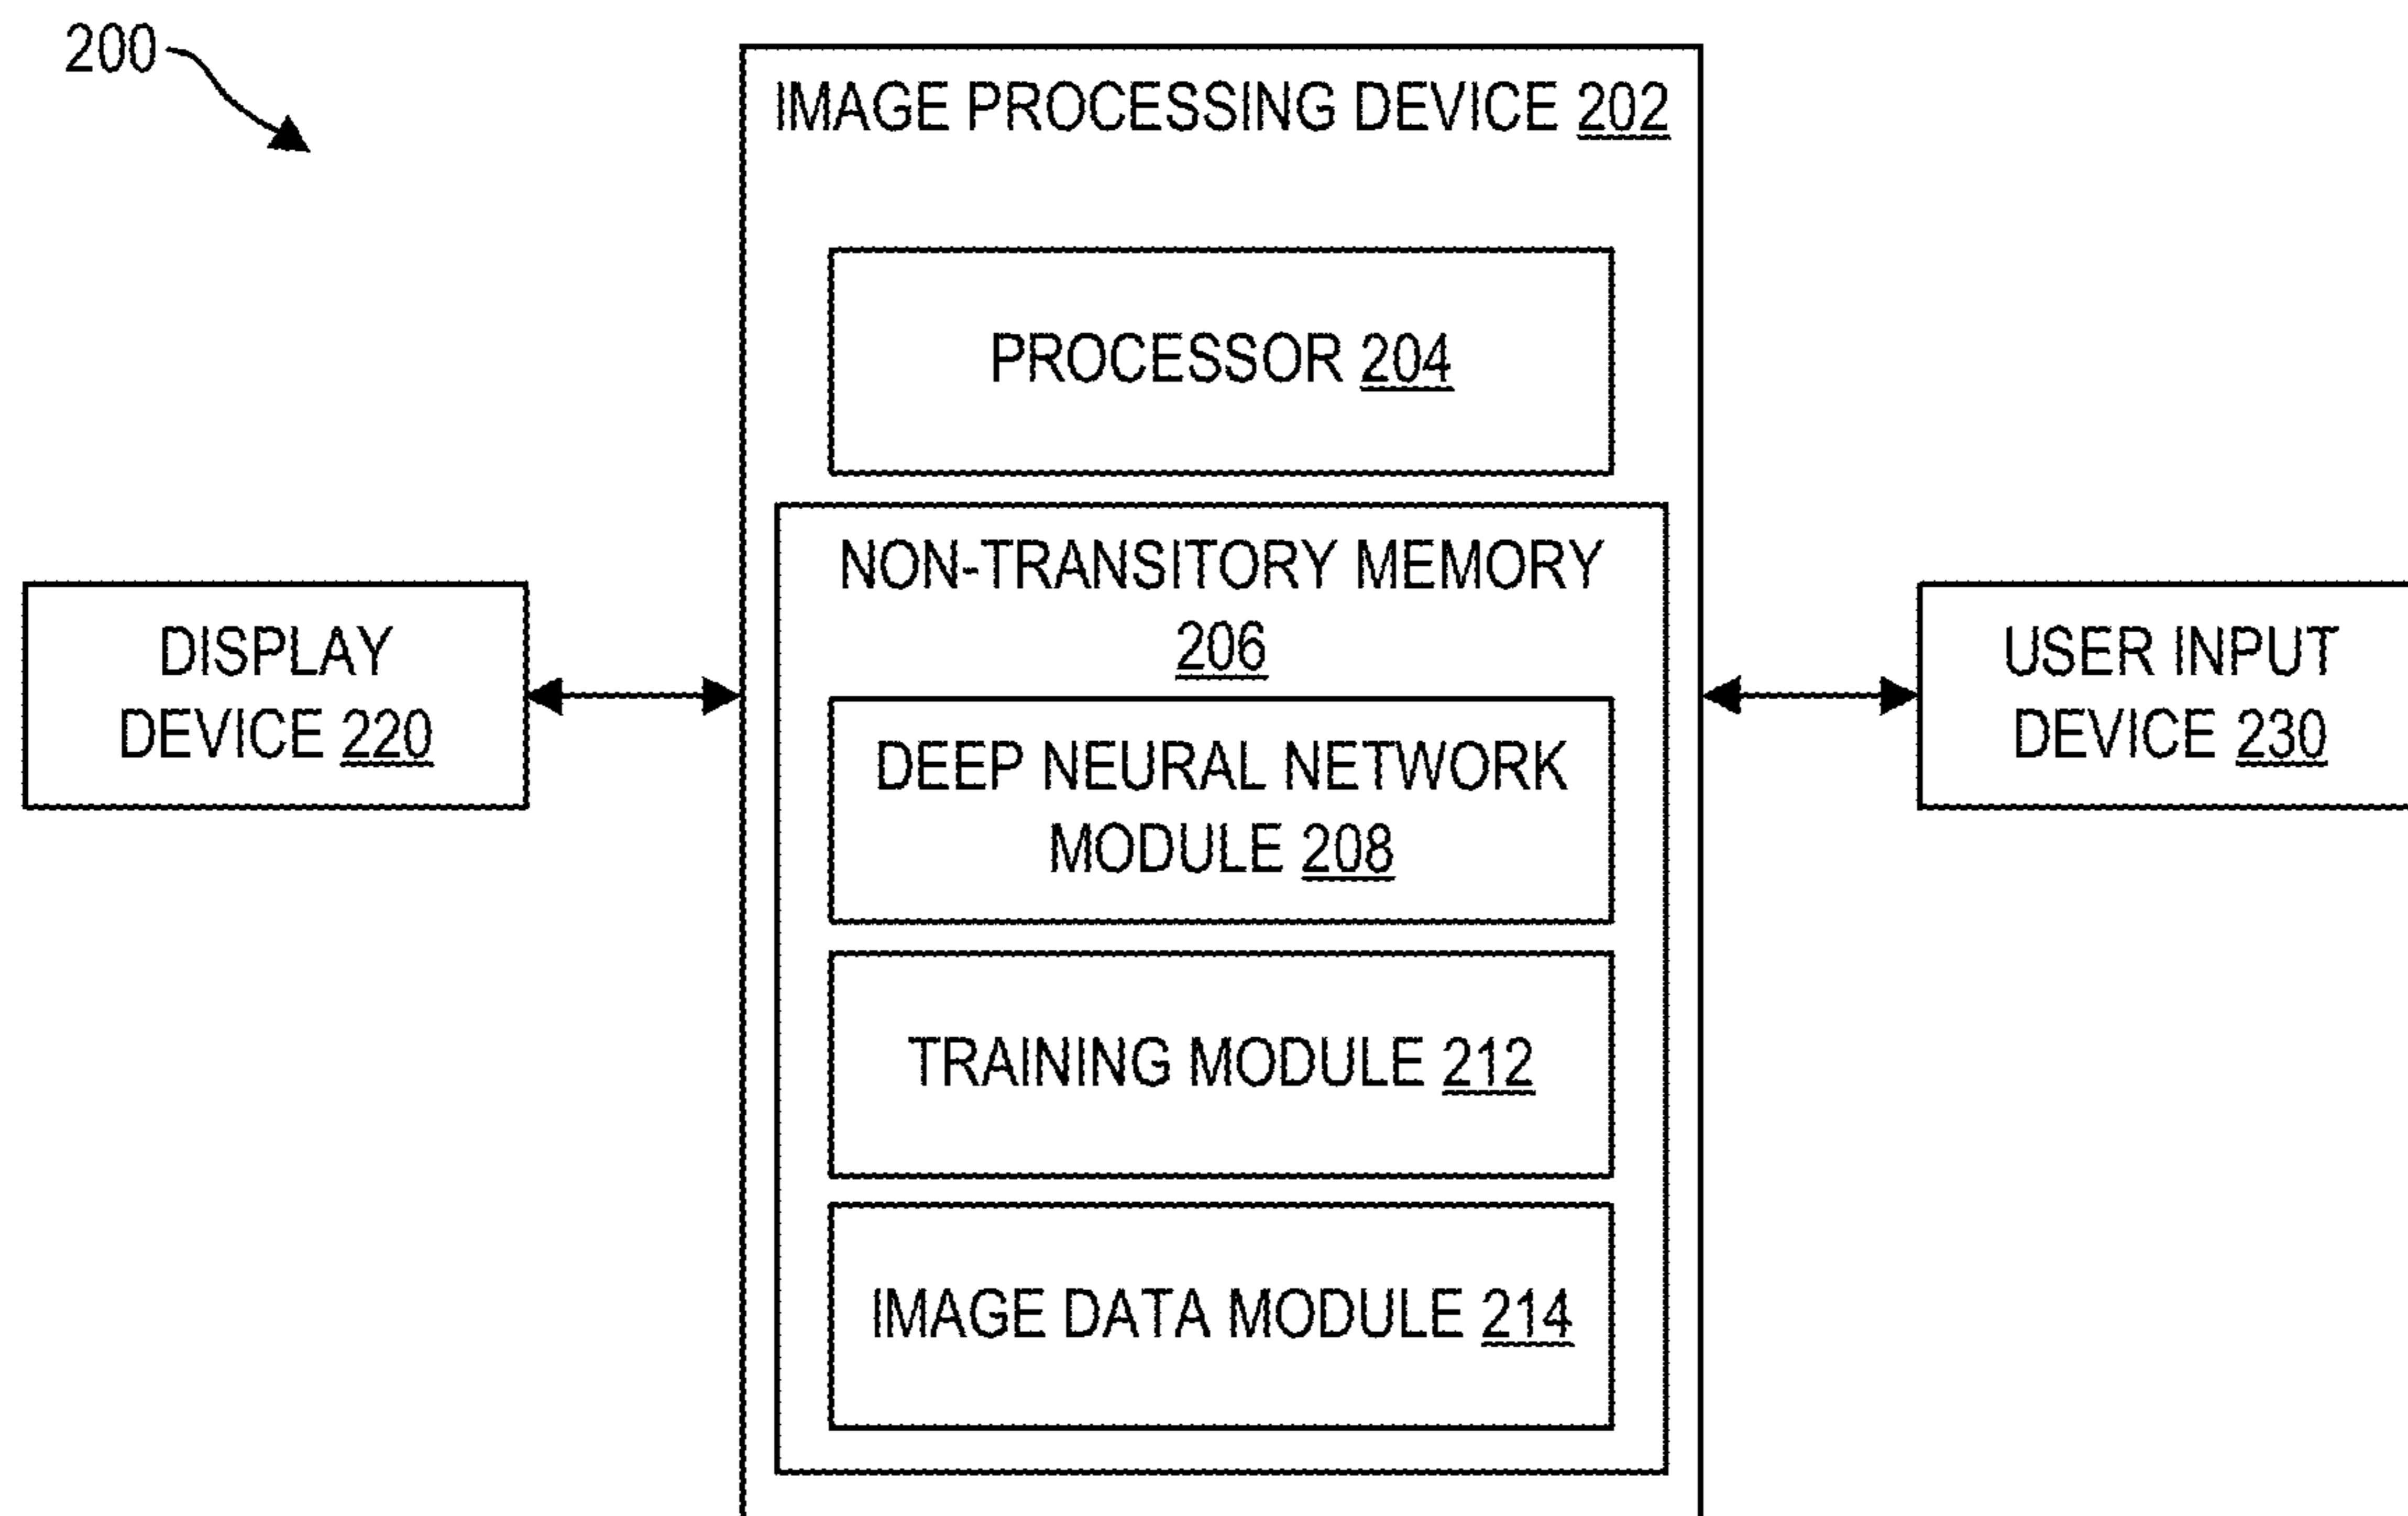 200
IMAGE PROCESSING DEVICE 202
PROCESSOR 204
NON-TRANSITORY MEMORY
206
DISPLAY
DEVICE 220
DEEP NEURAL NETWORK
MODULE 208
USER INPUT
DEVICE 230
TRAINING MODULE 212
IMAGE DATA MODULE 214